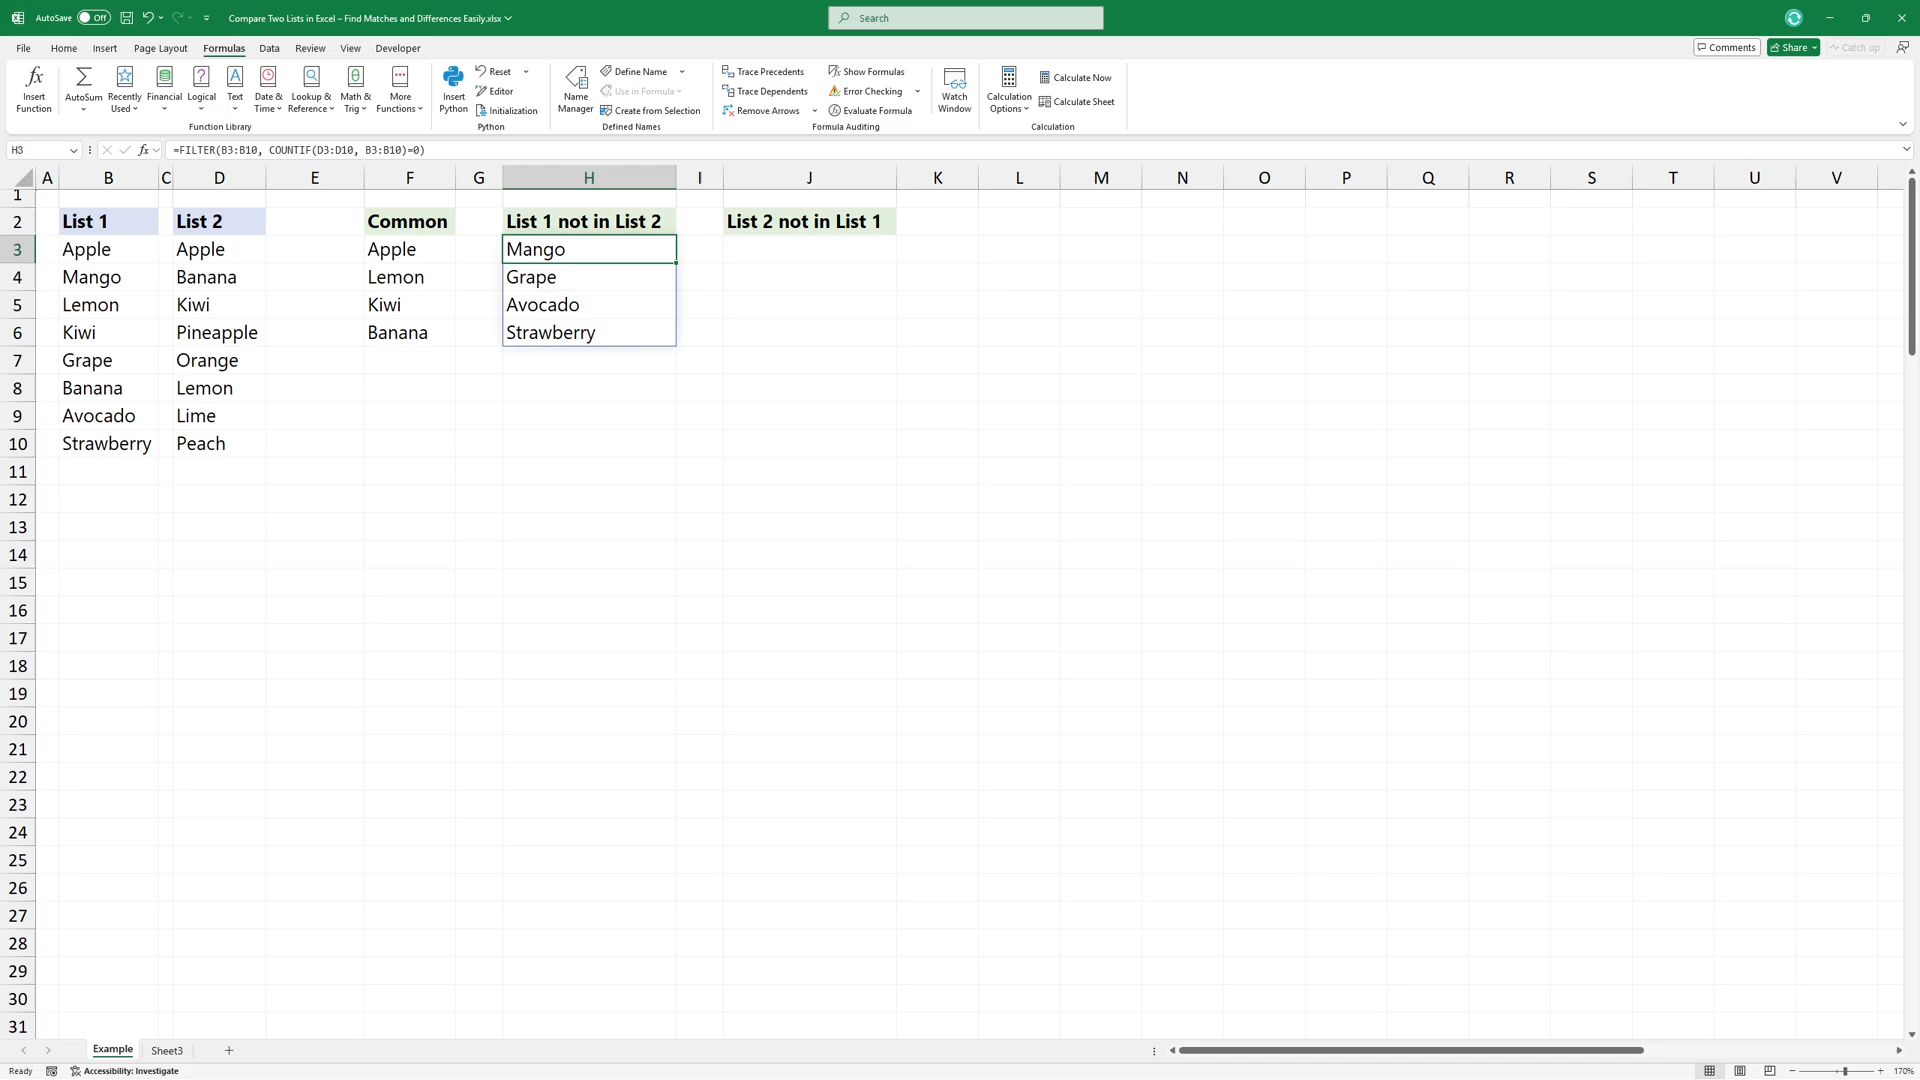 AutoSave Off Compare Two Lists in Excel – Find Matches and Differences Easily.xlsx Search
File Home Insert Page Layout Formulas Data Review View Developer Comments Share Catch up
Insert Function AutoSum Recently Used Financial Logical Text Date & Time Lookup & Reference Math & Trig More Functions
Function Library
Insert Python Reset Editor Initialization
Python
Name Manager Define Name Use in Formula Create from Selection
Defined Names
Trace Precedents Trace Dependents Remove Arrows Show Formulas Error Checking Evaluate Formula
Formula Auditing
Watch Window
Calculation Options Calculate Now Calculate Sheet
Calculation
H3 fx =FILTER(B3:B10, COUNTIF(D3:D10, B3:B10)=0)
A B C D E F G H I J K L M N O P Q R S T U V
1
2 List 1 List 2 Common List 1 not in List 2 List 2 not in List 1
3 Apple Apple Apple Mango
4 Mango Banana Lemon Grape
5 Lemon Kiwi Kiwi Avocado
6 Kiwi Pineapple Banana Strawberry
7 Grape Orange
8 Banana Lemon
9 Avocado Lime
10 Strawberry Peach
11
12
13
14
15
16
17
18
19
20
21
22
23
24
25
26
27
28
29
30
31
Example Sheet3
Ready Accessibility: Investigate 170%